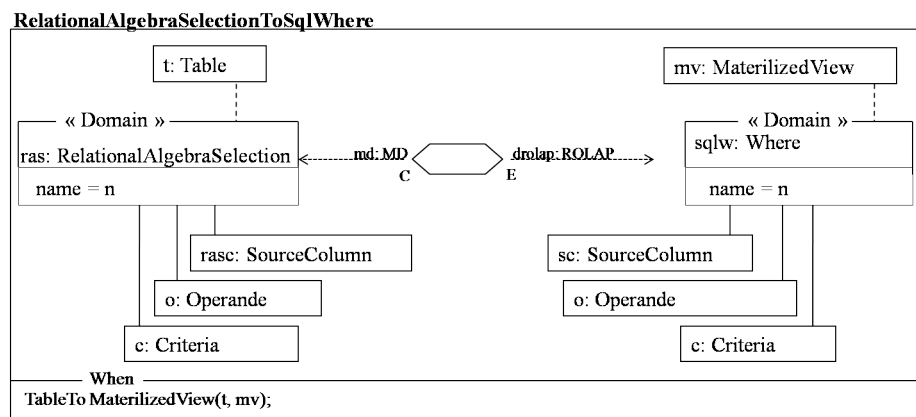 RelationalAlgebraSelectionToSqlWhere
t: Table
mv: MaterilizedView
« Domain »
« Domain »
ras: RelationalAlgebraSelection
md: MD
drolap: ROLAP
sqlw: Where
C
E
name = n
name = n
rasc: SourceColumn
sc: SourceColumn
o: Operande
o: Operande
c: Criteria
c: Criteria
When
TableTo MaterilizedView(t, mv);